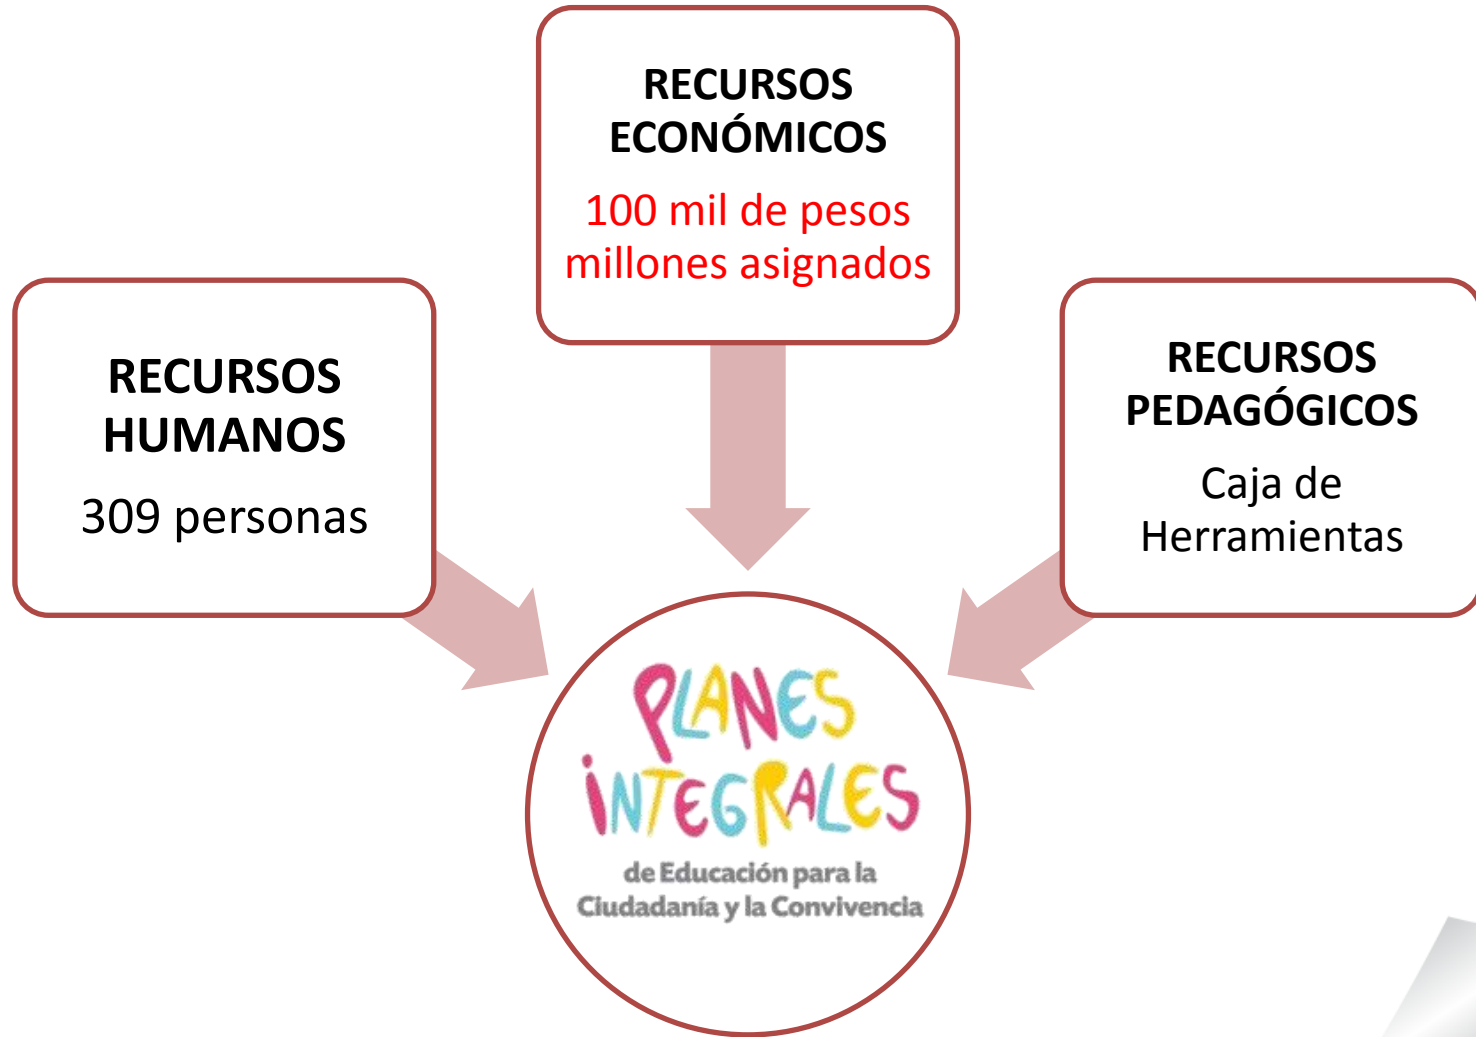 RECURSOS
ECONÓMICOS
100 mil de pesos
millones asignados
RECURSOS
HUMANOS
309 personas
RECURSOS
PEDAGÓGICOS
Caja de
Herramientas
PLANES
iNTEGRALES
de Educación para la
Ciudadanía y la Convivencia